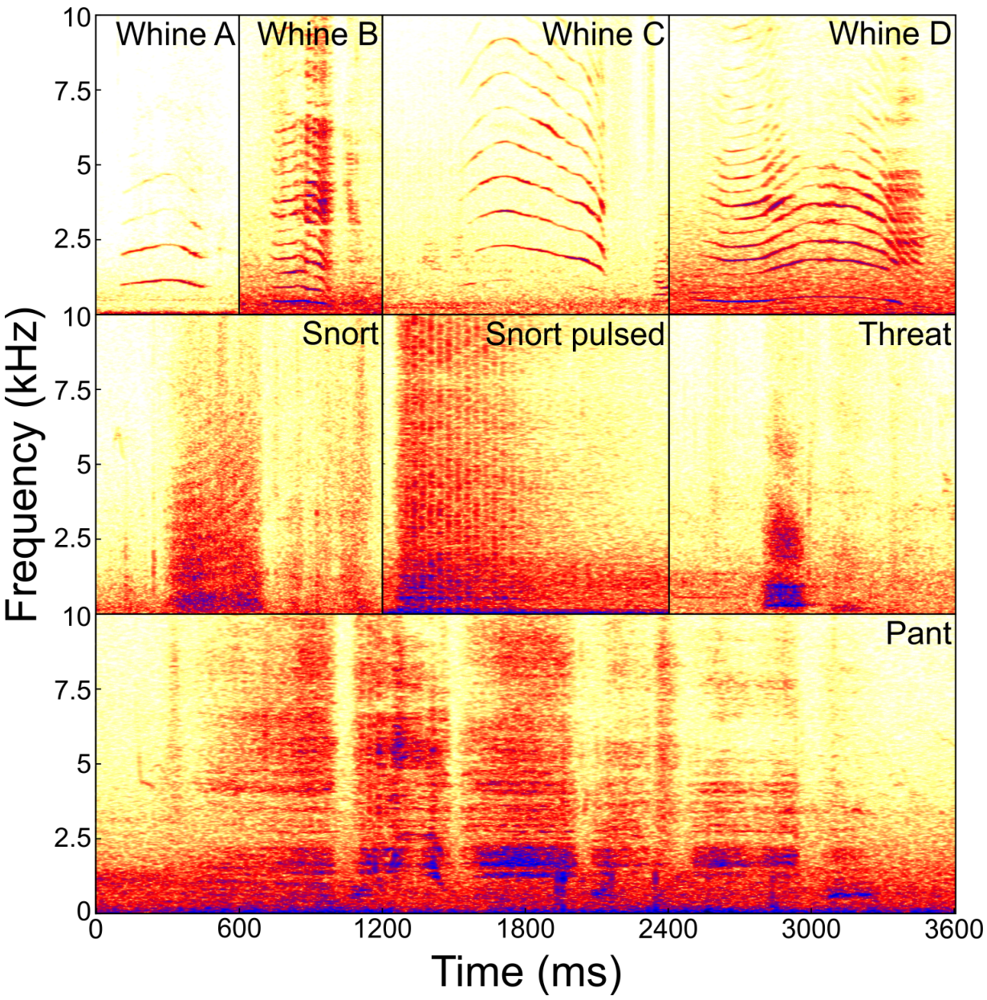 10
Whine A
Whine B
Whine C
Whine D
7.5
5
2.5
10
Snort
Snort pulsed
Threat
7.5
5
2.5
10
Pant
7.5
5
2.5
0
Frequency (kHz)
0 600 1200 1800 2400 3000 3600
Time (ms)